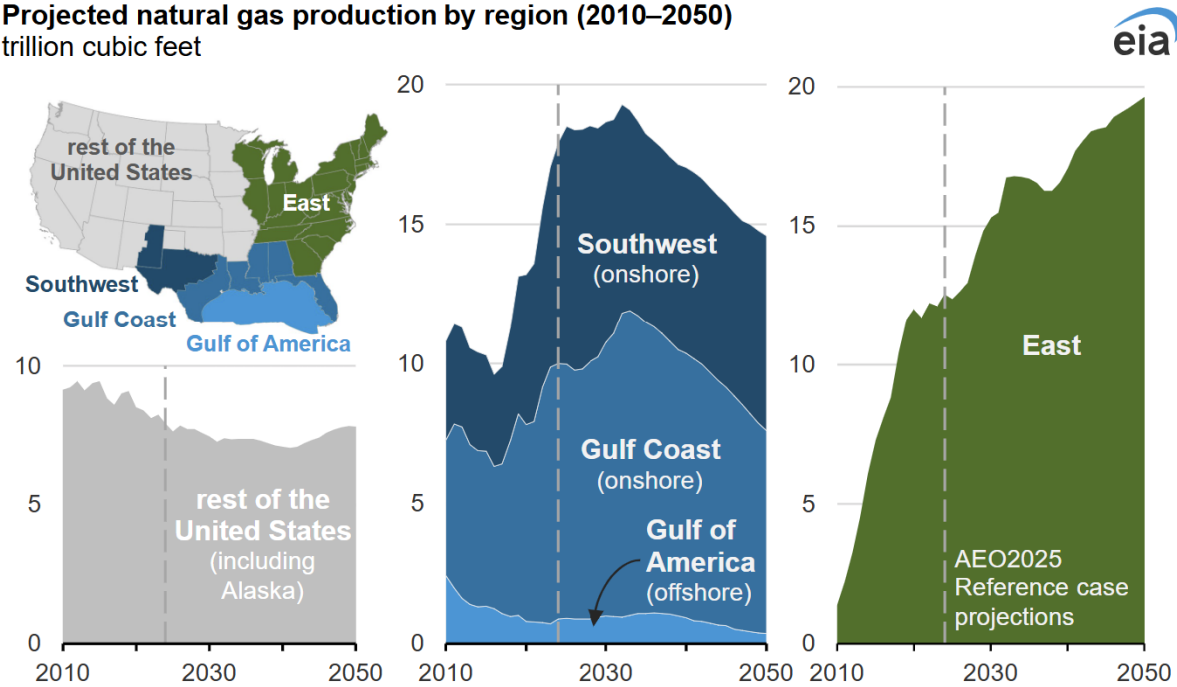 Projected natural gas production by region (2010–2050)
trillion cubic feet
eia
rest of the
United States
East
Southwest
Gulf Coast
Gulf of America
10
5
0
rest of the
United States
(including
Alaska)
2010
2030
2050
20
15
10
5
0
Southwest
(onshore)
Gulf Coast
(onshore)
Gulf of
America
(offshore)
2010
2030
2050
20
15
10
5
0
East
AEO2025
Reference case
projections
2010
2030
2050